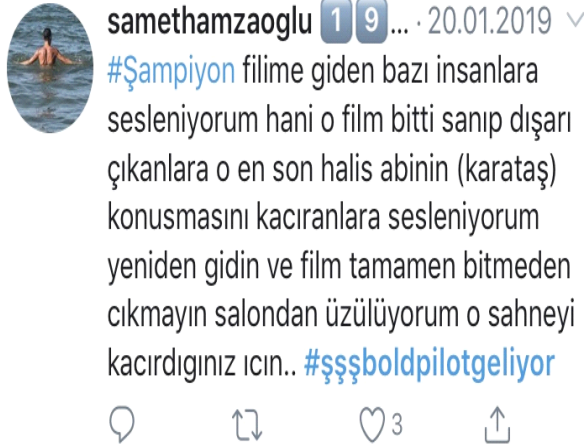 samethamzaoglu 1 9 ... · 20.01.2019
#Şampiyon filime giden bazı insanlara
sesleniyorum hani o film bitti sanıp dışarı
çıkanlara o en son halis abinin (karataş)
konusmasını kacıranlara sesleniyorum
yeniden gidin ve film tamamen bitmeden
cıkmayın salondan üzülüyorum o sahneyi
kacırdıgınız ıcın.. #şşşboldpilotgeliyor
3